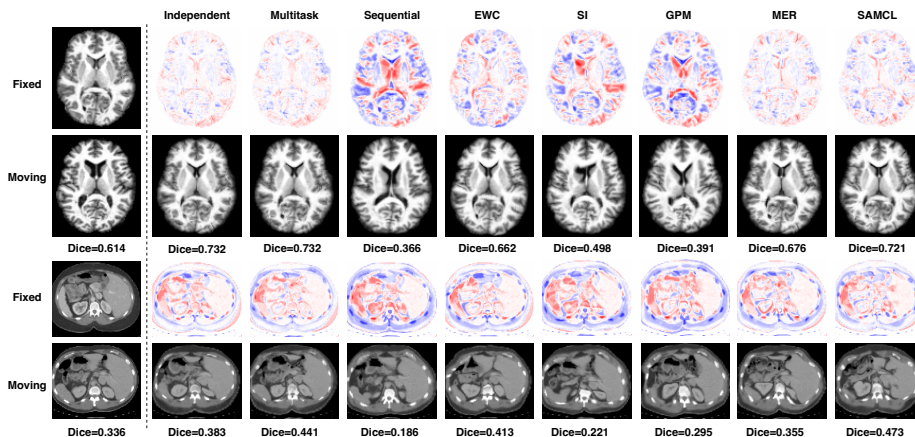 Independent Multitask Sequential EWC SI GPM MER SAMCL
Fixed
Moving
Dice=0.614 Dice=0.732 Dice=0.732 Dice=0.366 Dice=0.662 Dice=0.498 Dice=0.391 Dice=0.676 Dice=0.721
Fixed
Moving
Dice=0.336 Dice=0.383 Dice=0.441 Dice=0.186 Dice=0.413 Dice=0.221 Dice=0.295 Dice=0.355 Dice=0.473